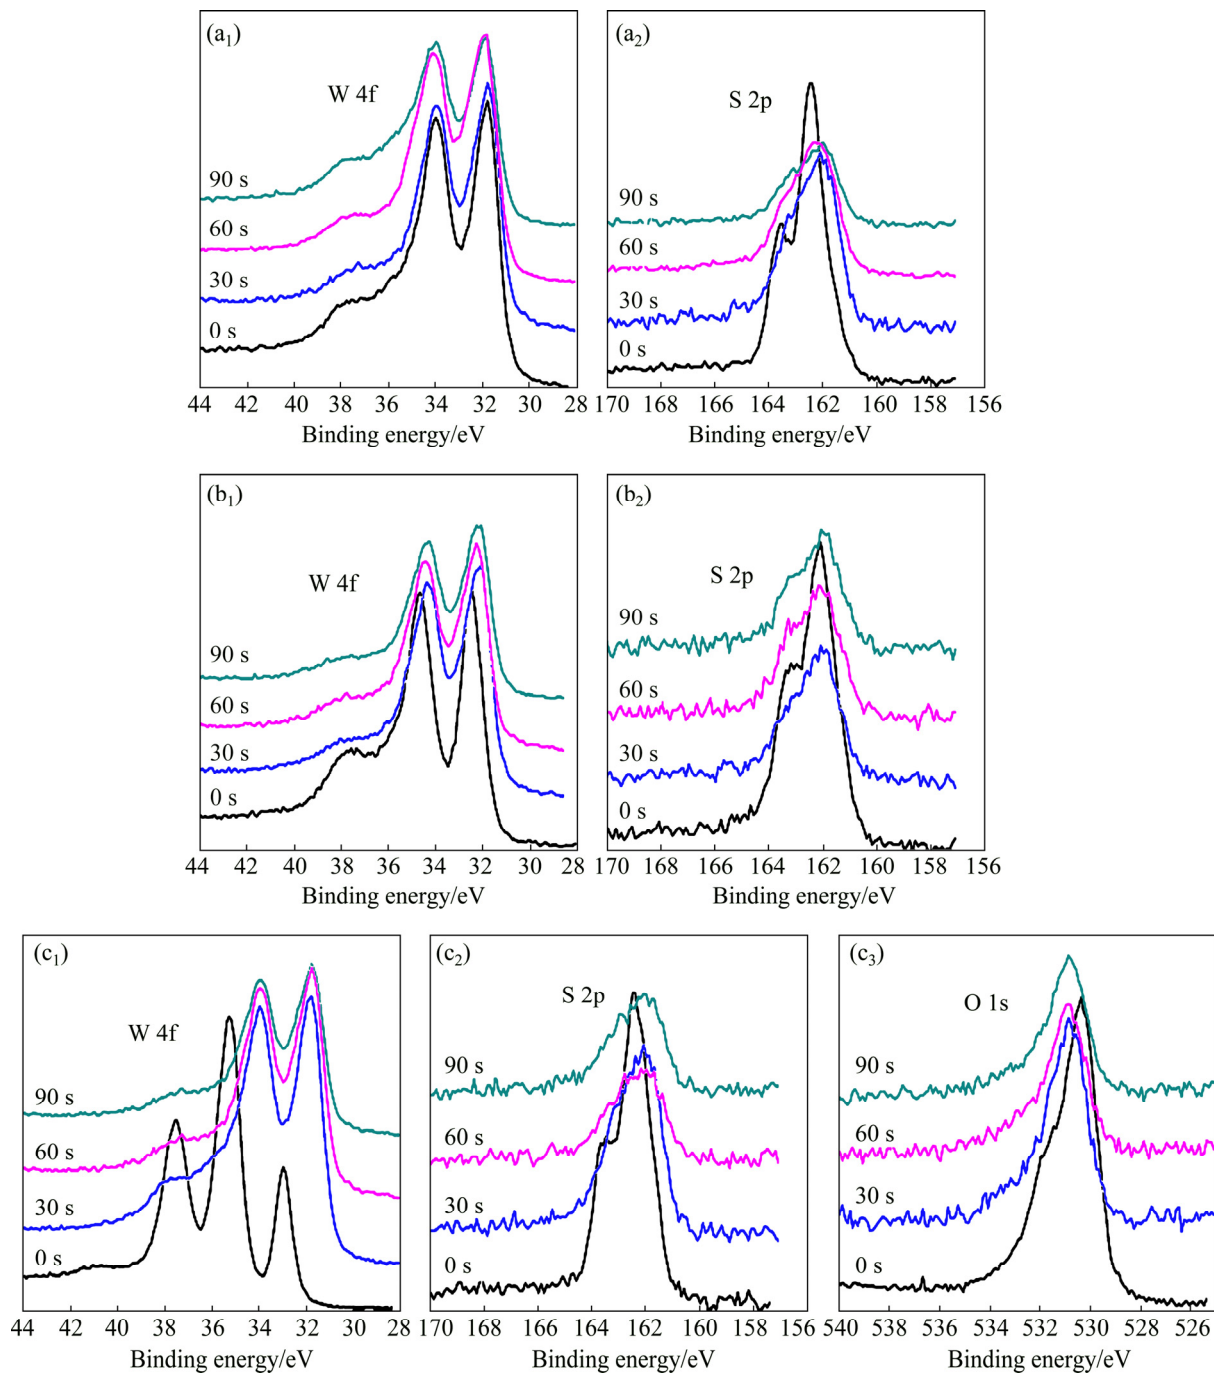 (a1)
W 4f
90 s
60 s
30 s
0 s
44 42 40 38 36 34 32 30 28
Binding energy/eV
(a2)
S 2p
90 s
60 s
30 s
0 s
170 168 166 164 162 160 158 156
Binding energy/eV
(b1)
W 4f
90 s
60 s
30 s
0 s
44 42 40 38 36 34 32 30 28
Binding energy/eV
(b2)
S 2p
90 s
60 s
30 s
0 s
170 168 166 164 162 160 158 156
Binding energy/eV
(c1)
W 4f
90 s
60 s
30 s
0 s
44 42 40 38 36 34 32 30 28
Binding energy/eV
(c2)
S 2p
90 s
60 s
30 s
0 s
170 168 166 164 162 160 158 156
Binding energy/eV
(c3)
O 1s
90 s
60 s
30 s
0 s
540 538 536 534 532 530 528 526
Binding energy/eV